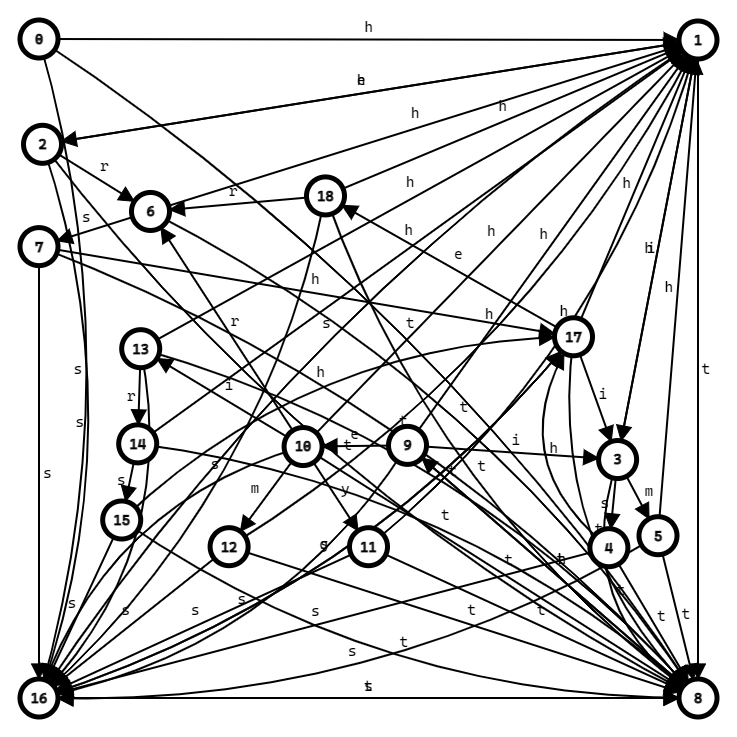 0 h 1
e
h h
2
r
r
18
6
s
h
7
h h h
e
h
i
h
h
h h
17
r s t
13
h
i t
i
r
t
14 10 e 9 i h 3
t
s m y m
s
15 t
t
12 11 4 5
s
t
s s s s t t t t
s t
s
16 t 8